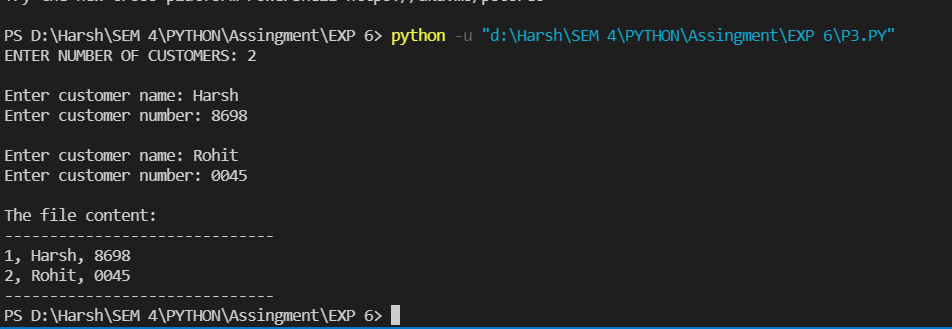 PS D:\Harsh\SEM 4\PYTHON\Assingment\EXP 6> python -u "d:\Harsh\SEM 4\PYTHON\Assingment\EXP 6\P3.PY"
ENTER NUMBER OF CUSTOMERS: 2
Enter customer name: Harsh
Enter customer number: 8698
Enter customer name: Rohit
Enter customer number: 0045
The file content:
------------------------------
1, Harsh, 8698
2, Rohit, 0045
------------------------------
PS D:\Harsh\SEM 4\PYTHON\Assingment\EXP 6>